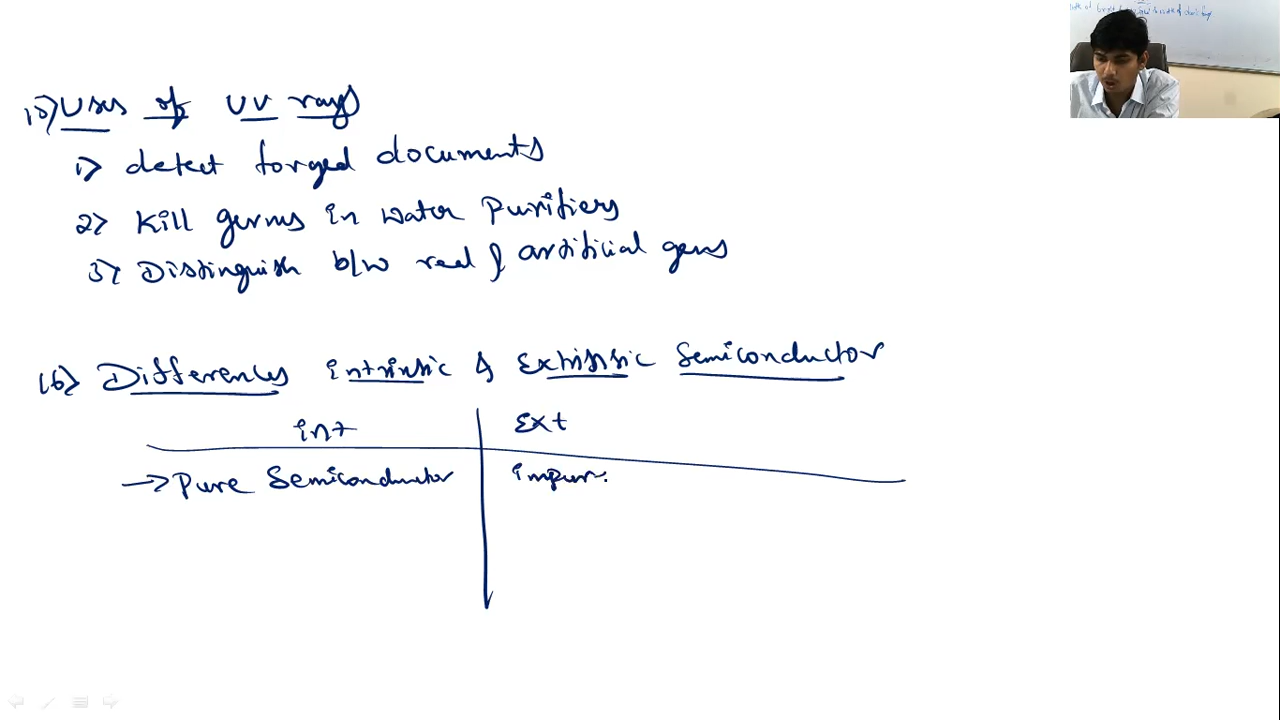 15) Uses of UV rays
1) detect forged documents
2) Kill germs in water Purifiers
3) Distinguish b/w real & artificial gems
16) Differences intrinsic & Extrinsic Semiconductor
int Ext
→ Pure Semiconductor impur.